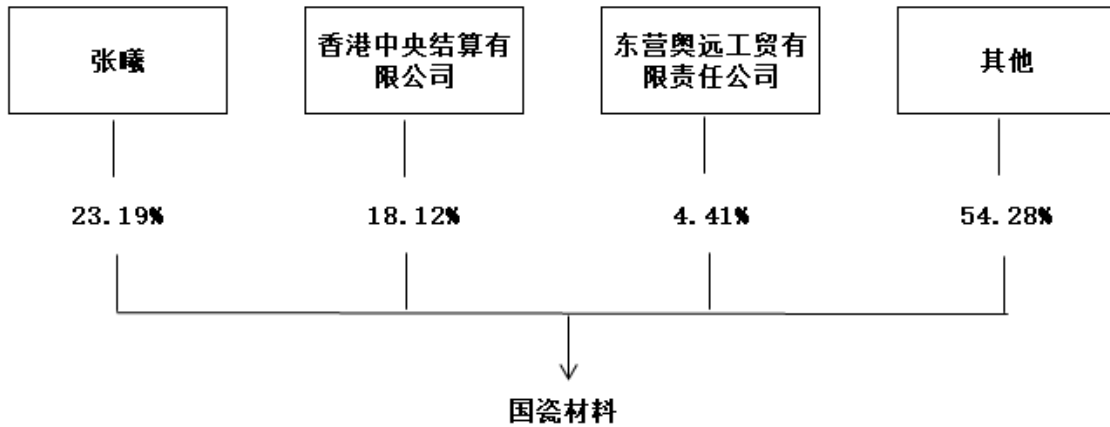 张曦
香港中央结算有
限公司
东营奥远工贸有
限责任公司
其他
23.19%
18.12%
4.41%
54.28%
国瓷材料